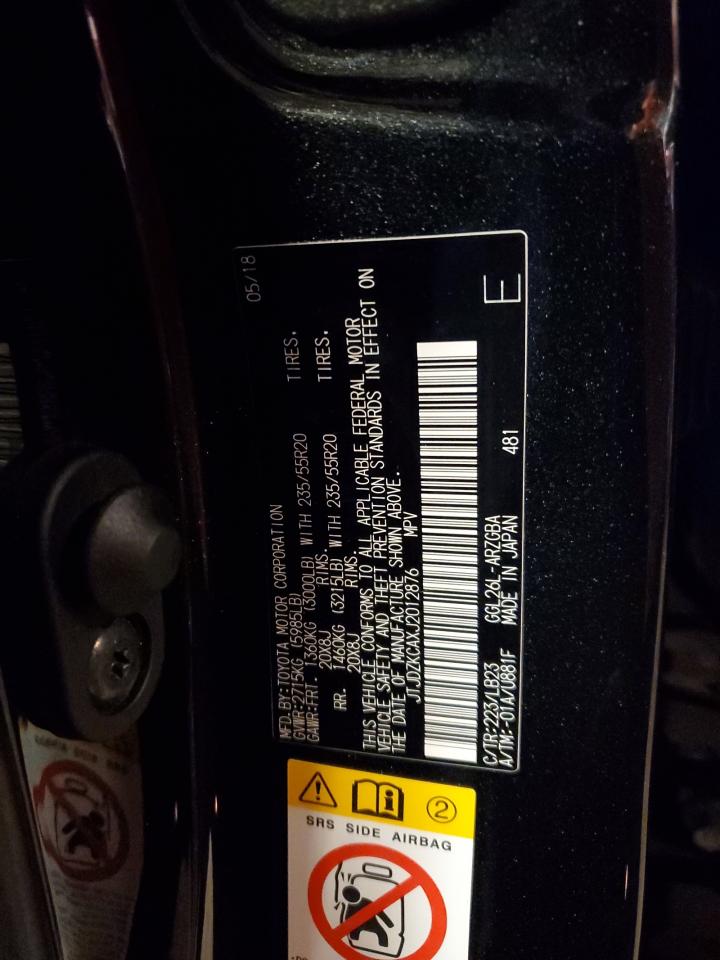 05/18
MFD.BY:TOYOTA MOTOR CORPORATION
GVWR:2715KG (5985LB)
GAWR:FRT. 1360KG (3000LB) WITH 235/55R20 TIRES,
20X8J RIMS.
RR. 1460KG (3215LB) WITH 235/55R20 TIRES,
20X8J RIMS.
THIS VEHICLE CONFORMS TO ALL APPLICABLE FEDERAL MOTOR
VEHICLE SAFETY AND THEFT PREVENTION STANDARDS IN EFFECT ON
THE DATE OF MANUFACTURE SHOWN ABOVE.
JTJDZKCAXJ2012876 MPV
C/TR:223/LB23 GGL26L-ARZGBA
A/TM:-01A/U881F MADE IN JAPAN 481
E
2
SRS SIDE AIRBAG